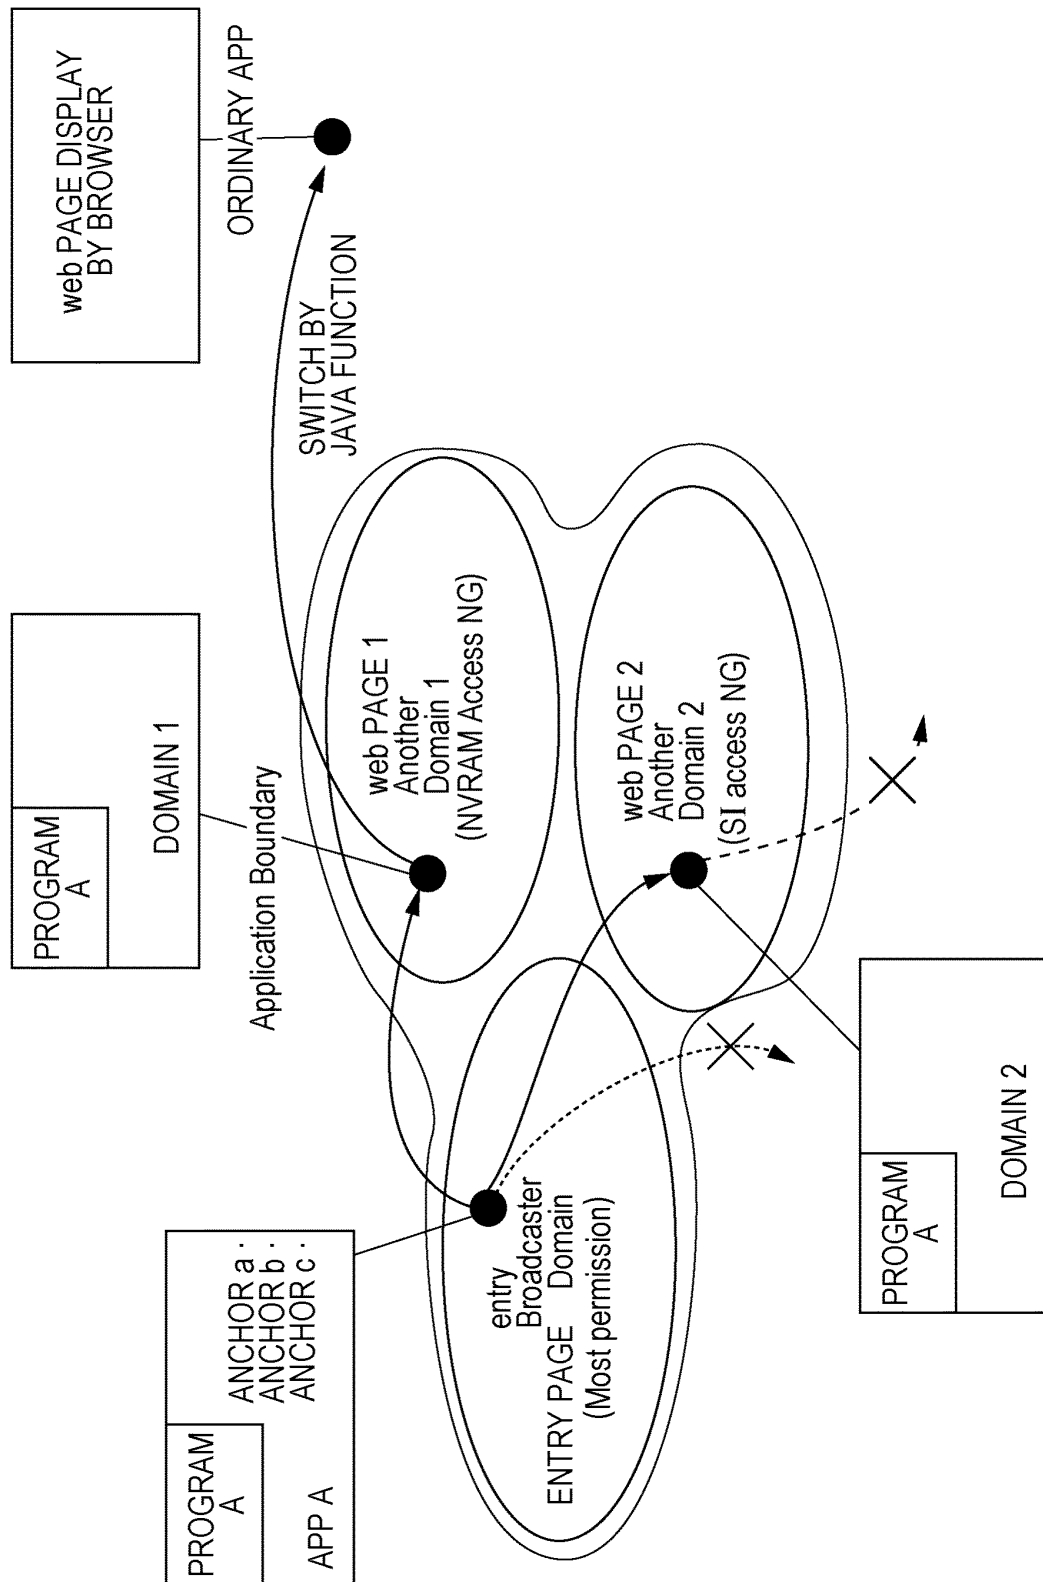 PROGRAM
A
APP A
ANCHOR a ·
ANCHOR b ·
ANCHOR c ·
PROGRAM
A
DOMAIN 1
web PAGE DISPLAY
BY BROWSER
ORDINARY APP
Application Boundary
SWITCH BY
JAVA FUNCTION
entry
Broadcaster
ENTRY PAGE Domain
(Most permission)
web PAGE 1
Another
Domain 1
(NVRAM Access NG)
web PAGE 2
Another
Domain 2
(SI access NG)
PROGRAM
A
DOMAIN 2